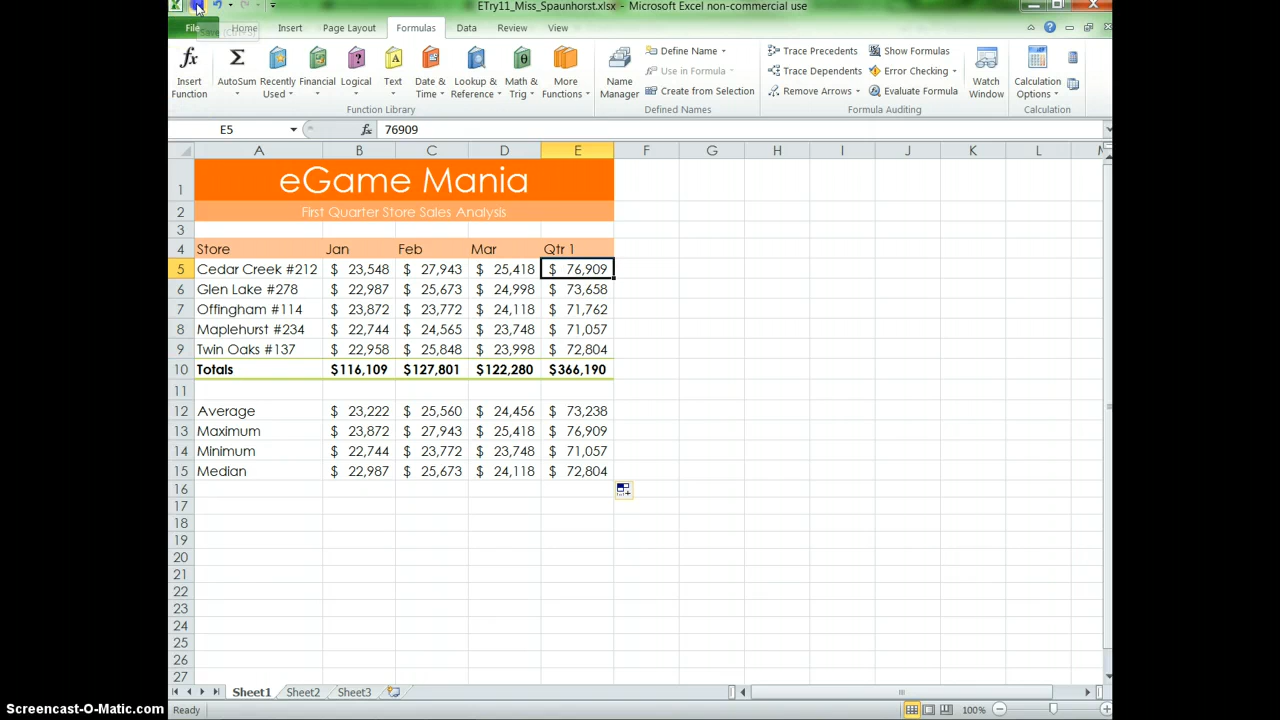 ETry11_Miss_Spaunhorst.xlsx - Microsoft Excel non-commercial use
File Home Insert Page Layout Formulas Data Review View
Insert Function
AutoSum
Recently Used
Financial
Logical
Text
Date & Time
Lookup & Reference
Math & Trig
More Functions
Function Library
Name Manager
Define Name
Use in Formula
Create from Selection
Defined Names
Trace Precedents
Trace Dependents
Remove Arrows
Show Formulas
Error Checking
Evaluate Formula
Formula Auditing
Watch Window
Calculation Options
Calculation
E5 fx 76909
A B C D E F G H I J K L M
1 eGame Mania
2 First Quarter Store Sales Analysis
3
4 Store Jan Feb Mar Qtr 1
5 Cedar Creek #212 $ 23,548 $ 27,943 $ 25,418 $ 76,909
6 Glen Lake #278 $ 22,987 $ 25,673 $ 24,998 $ 73,658
7 Offingham #114 $ 23,872 $ 23,772 $ 24,118 $ 71,762
8 Maplehurst #234 $ 22,744 $ 24,565 $ 23,748 $ 71,057
9 Twin Oaks #137 $ 22,958 $ 25,848 $ 23,998 $ 72,804
10 Totals $116,109 $127,801 $122,280 $366,190
11
12 Average $ 23,222 $ 25,560 $ 24,456 $ 73,238
13 Maximum $ 23,872 $ 27,943 $ 25,418 $ 76,909
14 Minimum $ 22,744 $ 23,772 $ 23,748 $ 71,057
15 Median $ 22,987 $ 25,673 $ 24,118 $ 72,804
16
17
18
19
20
21
22
23
24
25
26
27
Sheet1 Sheet2 Sheet3
Ready 100%
Screencast-O-Matic.com